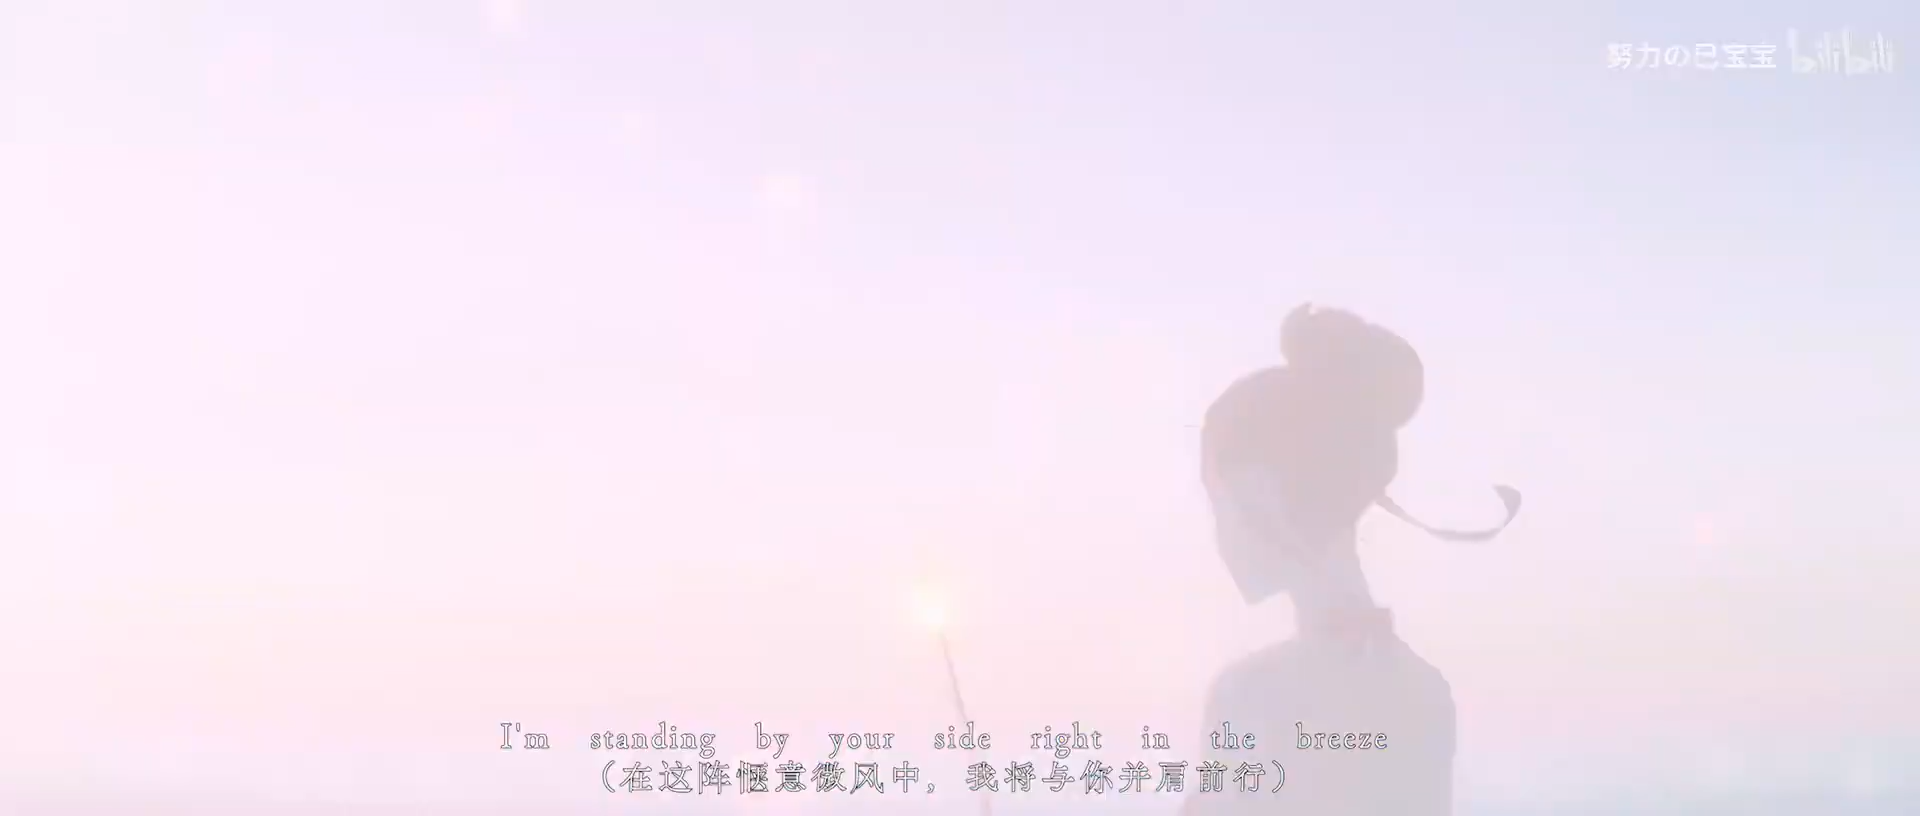 努力の已宝宝 bilibili
I'm standing by your side right in the breeze
（在这阵惬意微风中，我将与你并肩前行）